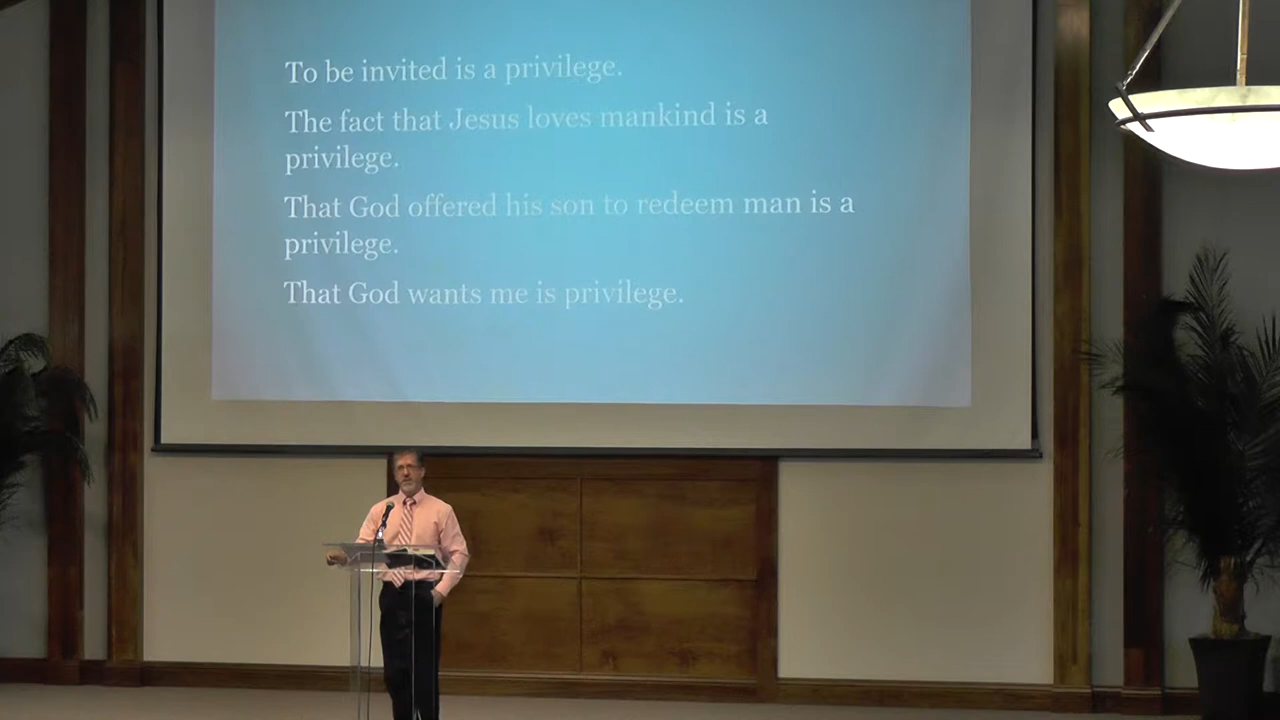 To be invited is a privilege.
The fact that Jesus loves mankind is a
privilege.
That God offered his son to redeem man is a
privilege.
That God wants me is privilege.